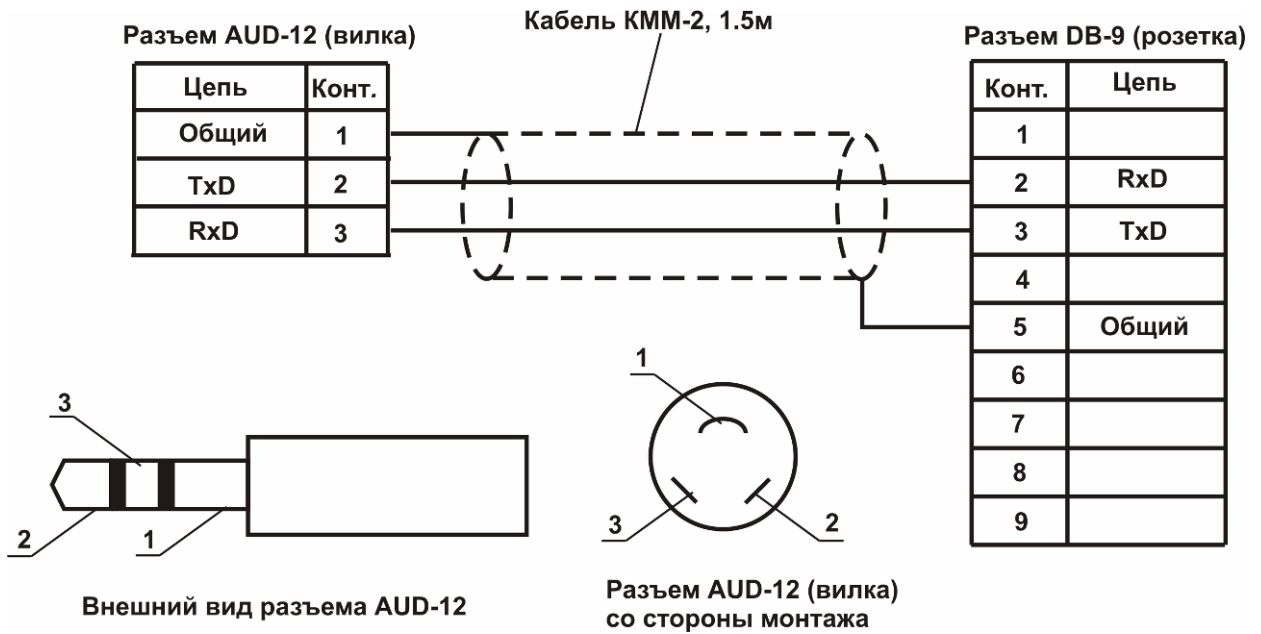 Кабель КММ-2, 1.5м
Разъем AUD-12 (вилка)
Цепь Конт.
Общий 1
TxD 2
RxD 3
Разъем DB-9 (розетка)
Конт. Цепь
1
2 RxD
3 TxD
4
5 Общий
6
7
8
9
3
2
1
Внешний вид разъема AUD-12
1
3
2
Разъем AUD-12 (вилка)
со стороны монтажа